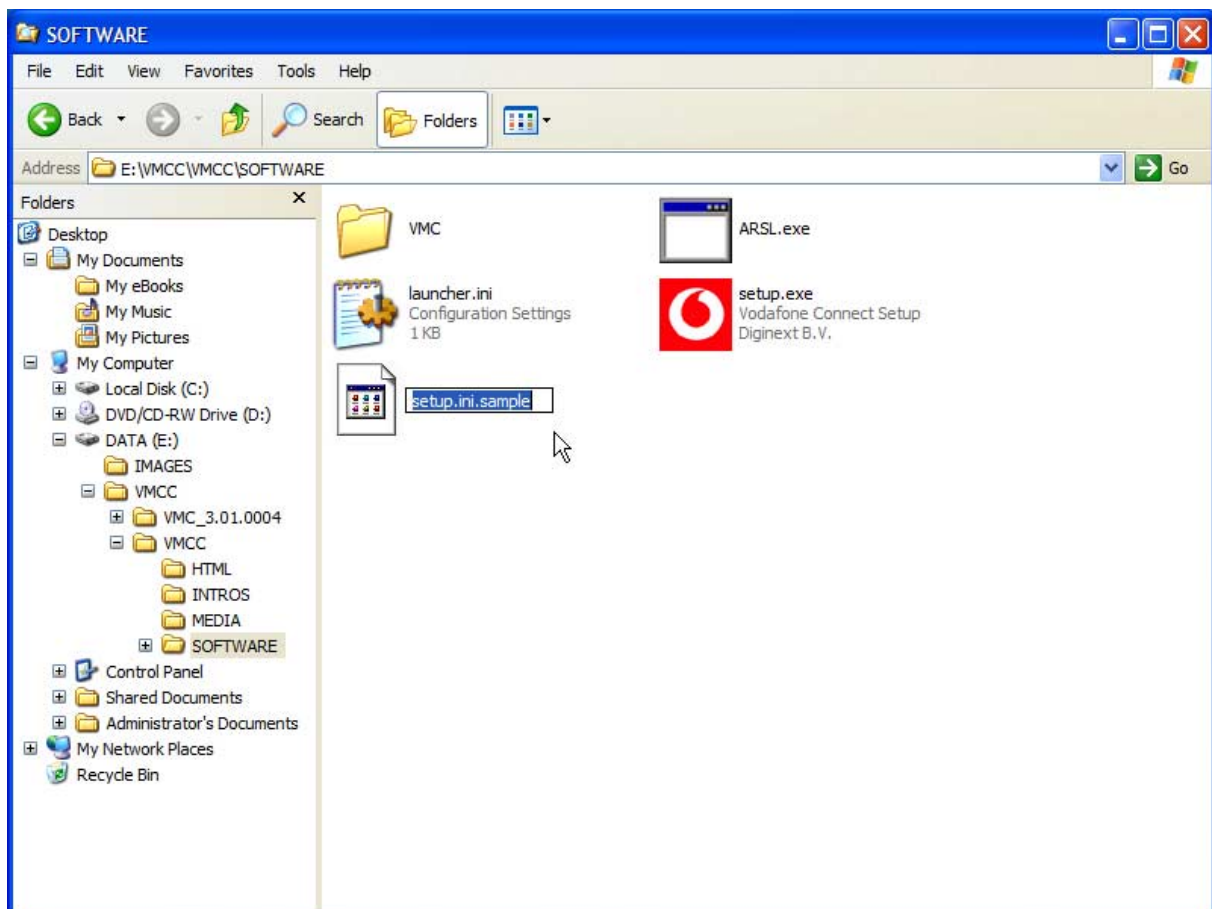 SOFTWARE
File Edit View Favorites Tools Help
Back Search Folders
Address E:\VMCC\VMCC\SOFTWARE Go
Folders x
Desktop
My Documents
My eBooks
My Music
My Pictures
My Computer
Local Disk (C:)
DVD/CD-RW Drive (D:)
DATA (E:)
IMAGES
VMCC
VMC_3.01.0004
VMCC
HTML
INTROS
MEDIA
SOFTWARE
Control Panel
Shared Documents
Administrator's Documents
My Network Places
Recycle Bin
VMC
ARSL.exe
launcher.ini
Configuration Settings
1 KB
setup.exe
Vodafone Connect Setup
Diginext B.V.
setup.ini.sample